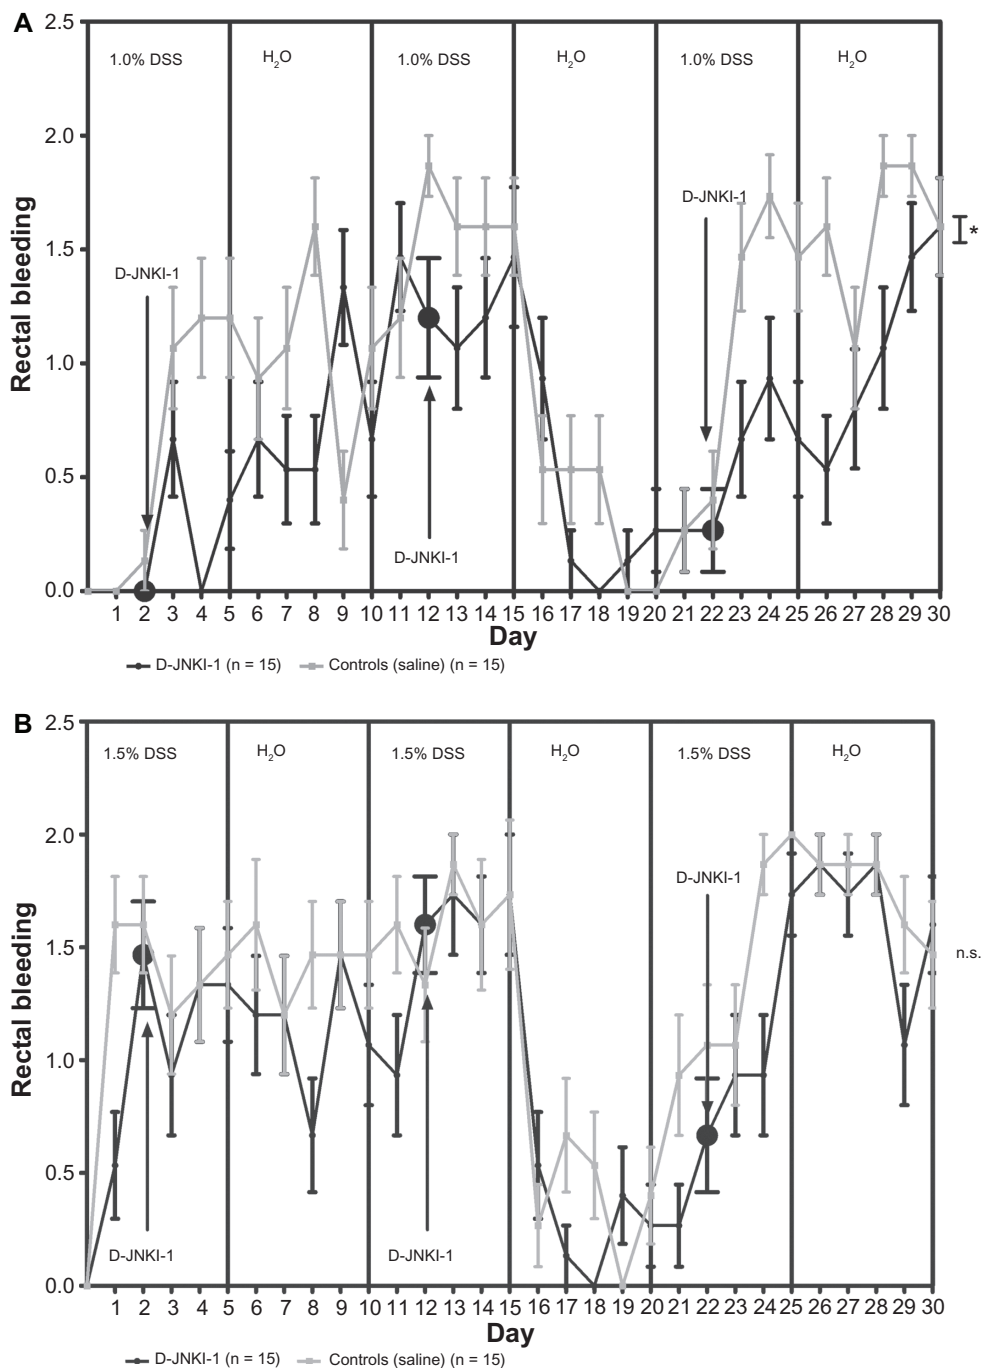 A
2.5
1.0% DSS
H₂O
1.0% DSS
H₂O
1.0% DSS
H₂O
2.0
D-JNKI-1
1.5
*
D-JNKI-1
Rectal bleeding
1.0
0.5
D-JNKI-1
0.0
1 2 3 4 5 6 7 8 9 10 11 12 13 14 15 16 17 18 19 20 21 22 23 24 25 26 27 28 29 30
Day
D-JNKI-1 (n = 15) Controls (saline) (n = 15)
B
2.5
1.5% DSS
H₂O
1.5% DSS
H₂O
1.5% DSS
H₂O
2.0
D-JNKI-1
1.5
n.s.
Rectal bleeding
1.0
0.5
D-JNKI-1
D-JNKI-1
0.0
1 2 3 4 5 6 7 8 9 10 11 12 13 14 15 16 17 18 19 20 21 22 23 24 25 26 27 28 29 30
Day
D-JNKI-1 (n = 15) Controls (saline) (n = 15)